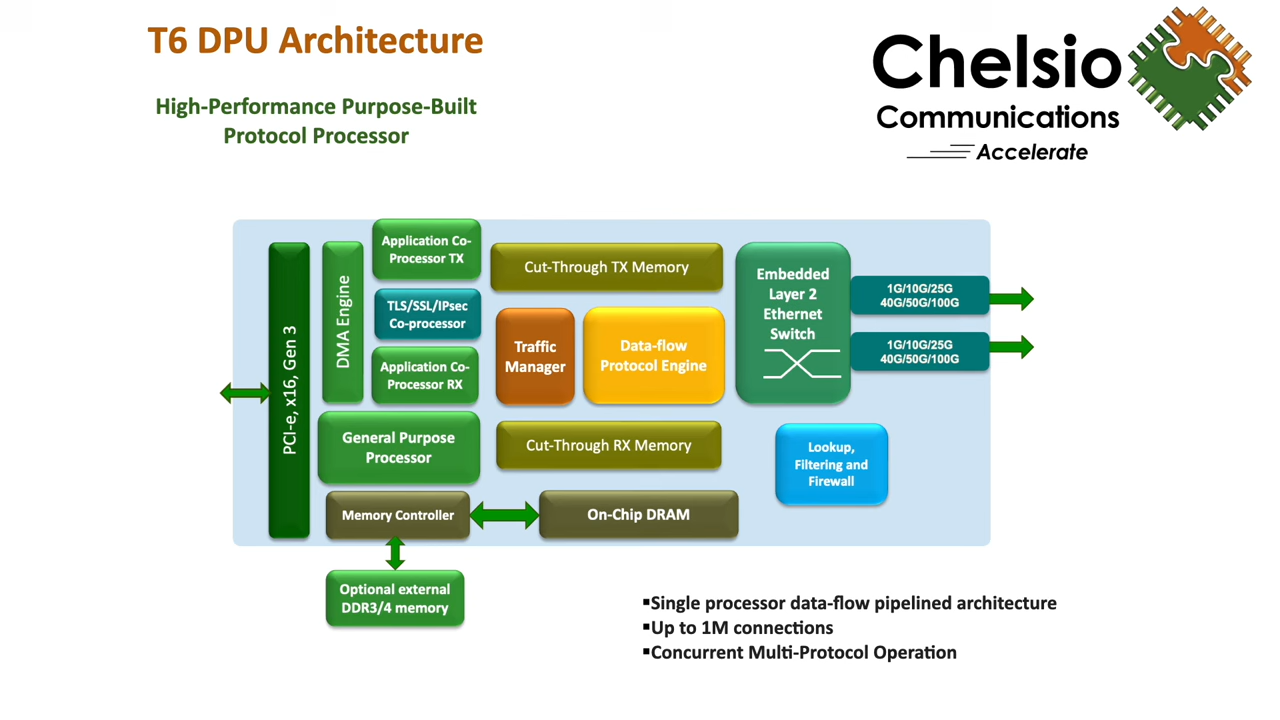 T6 DPU Architecture
High-Performance Purpose-Built
Protocol Processor
Chelsio
Communications
Accelerate
PCI-e, x16, Gen 3
DMA Engine
Application Co-
Processor TX
TLS/SSL/IPsec
Co-processor
Application Co-
Processor RX
General Purpose
Processor
Memory Controller
Optional external
DDR3/4 memory
Cut-Through TX Memory
Traffic
Manager
Data-flow
Protocol Engine
Cut-Through RX Memory
On-Chip DRAM
Embedded
Layer 2
Ethernet
Switch
1G/10G/25G
40G/50G/100G
1G/10G/25G
40G/50G/100G
Lookup,
Filtering and
Firewall
▪Single processor data-flow pipelined architecture
▪Up to 1M connections
▪Concurrent Multi-Protocol Operation